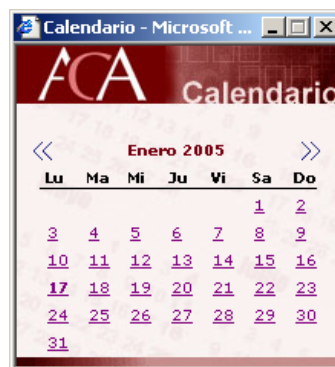 Calendario - Microsoft ...
ACA Calendario
Enero 2005
Lu Ma Mi Ju Vi Sa Do
1 2
3 4 5 6 7 8 9
10 11 12 13 14 15 16
17 18 19 20 21 22 23
24 25 26 27 28 29 30
31